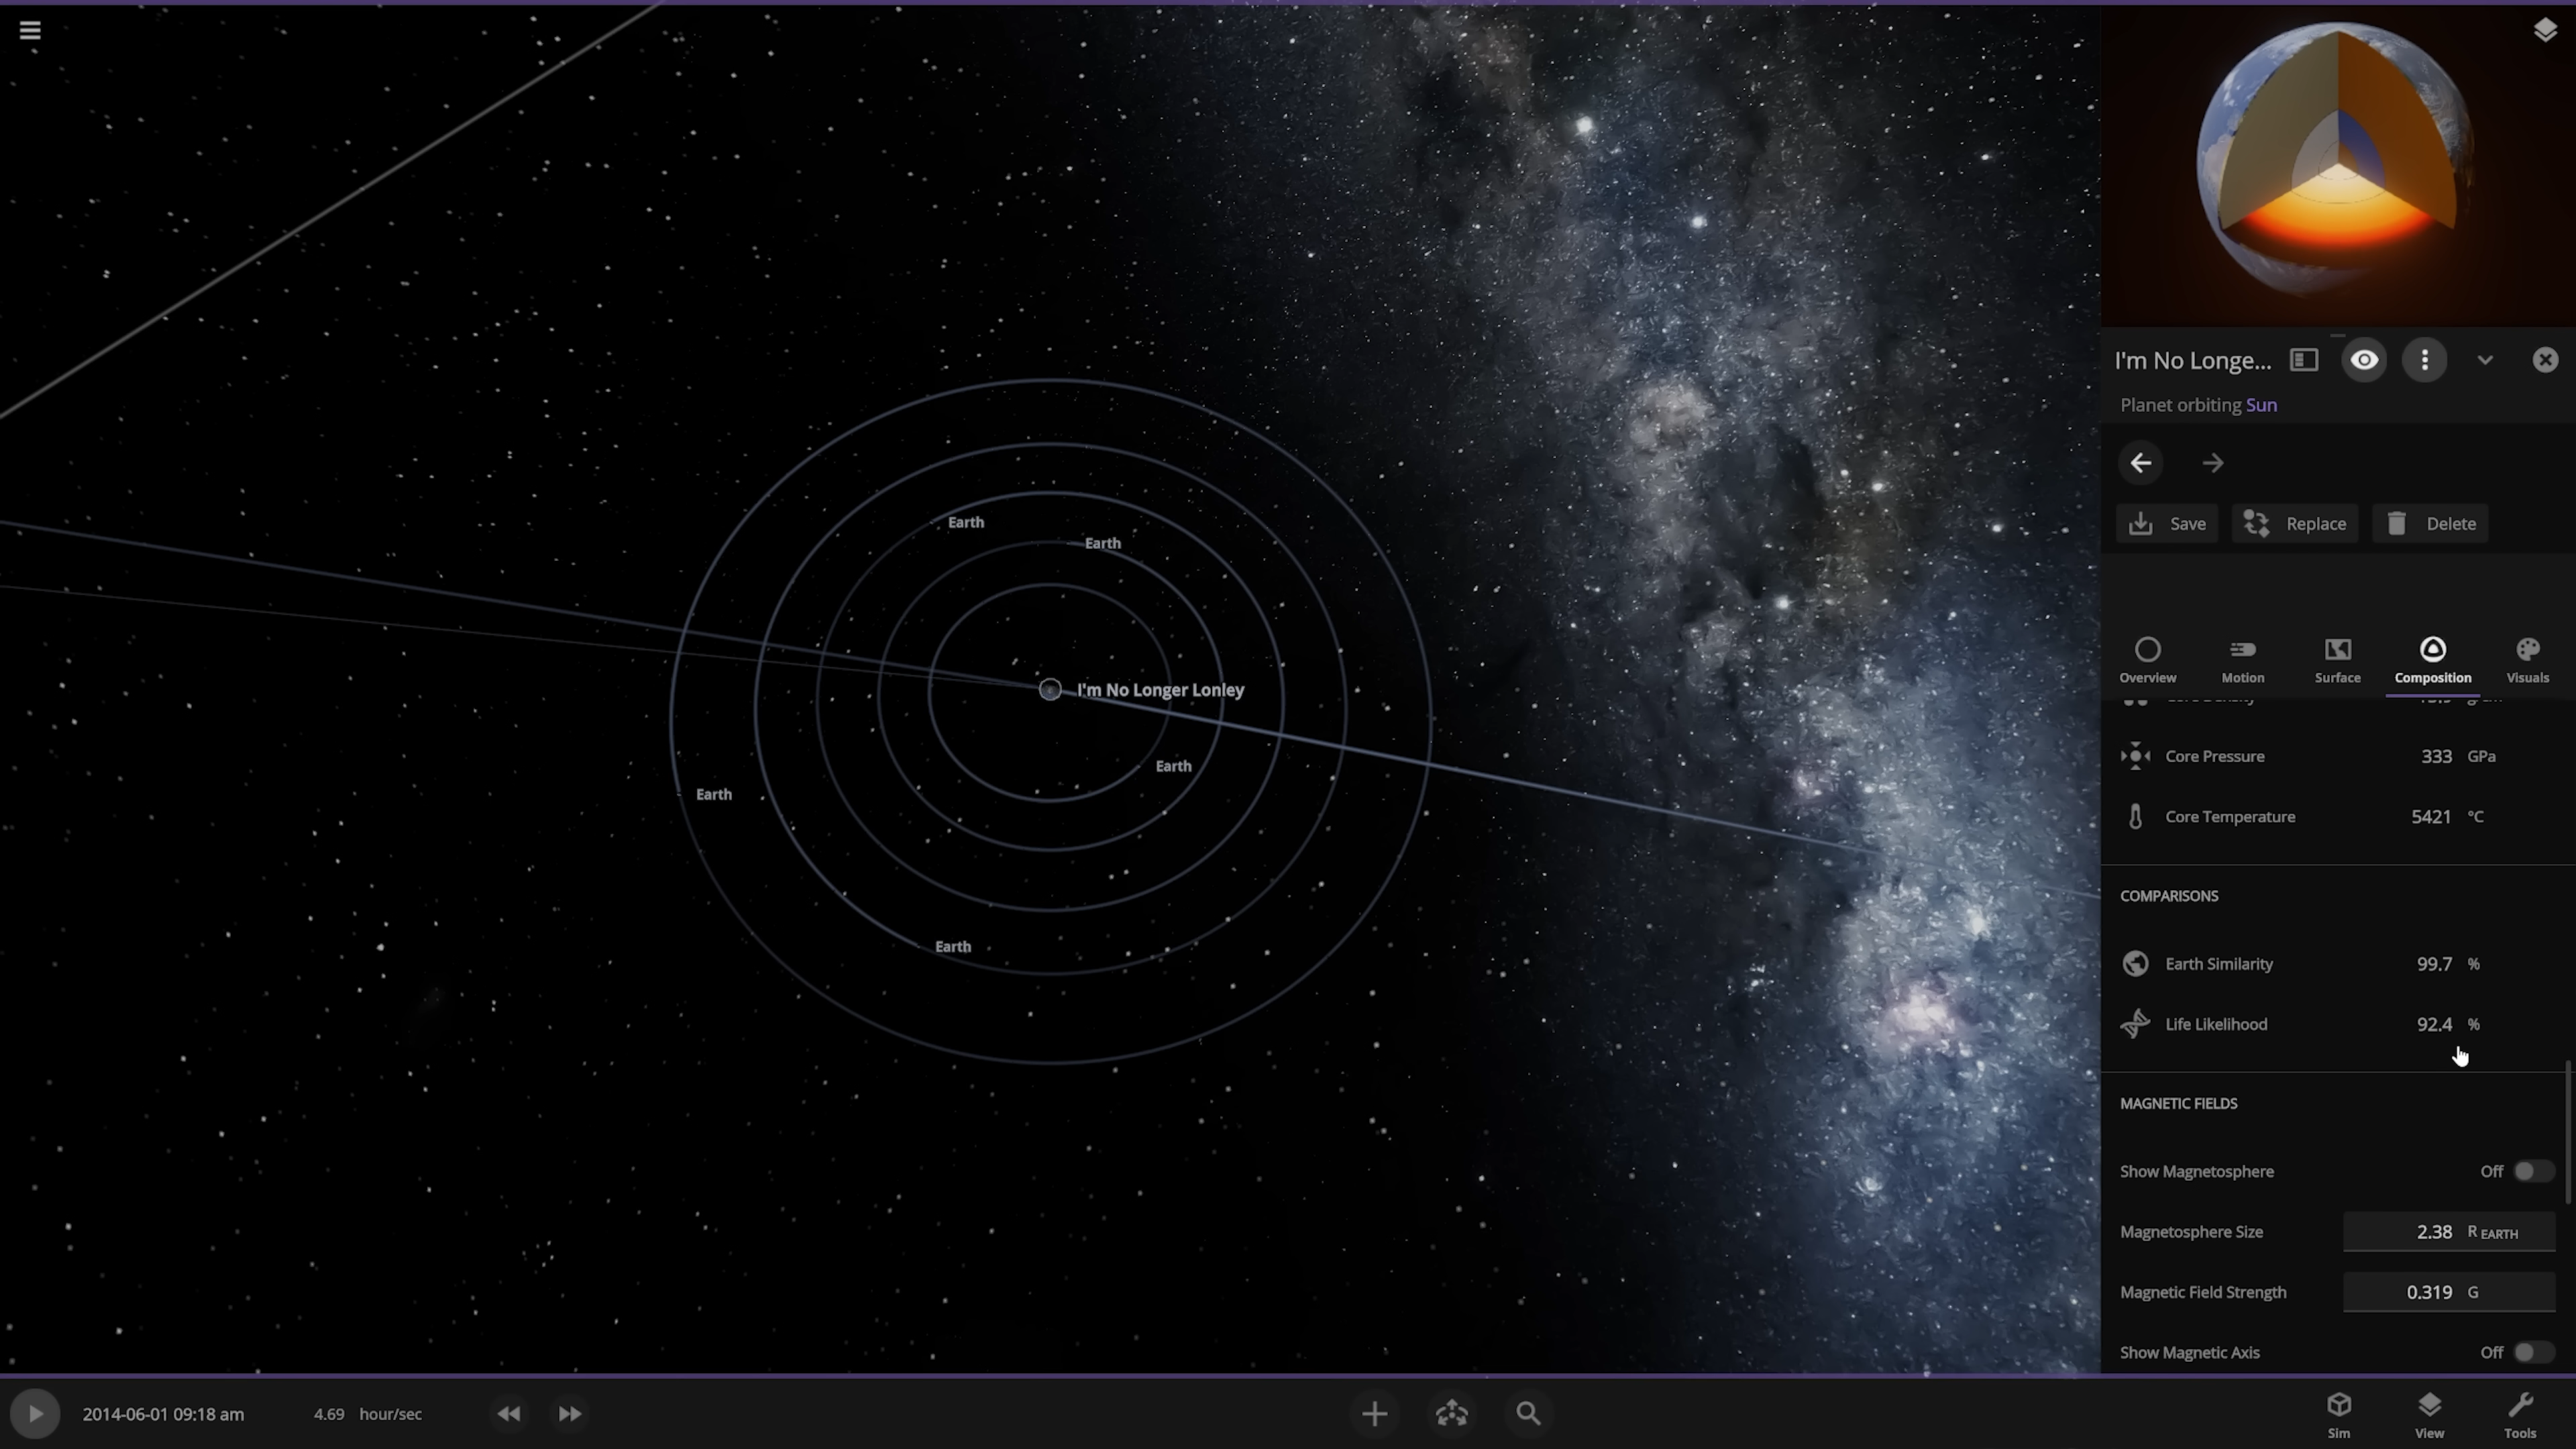 I'm No Longe...
Planet orbiting Sun
Save
Replace
Delete
Overview
Motion
Surface
Composition
Visuals
Core Pressure 333 GPa
Core Temperature 5421 °C
COMPARISONS
Earth Similarity 99.7 %
Life Likelihood 92.4 %
MAGNETIC FIELDS
Show Magnetosphere Off
Magnetosphere Size 2.38 R EARTH
Magnetic Field Strength 0.319 G
Show Magnetic Axis Off
Earth
Earth
I'm No Longer Lonley
Earth
Earth
Earth
2014-06-01 09:18 am
4.69 hour/sec
Sim
View
Tools